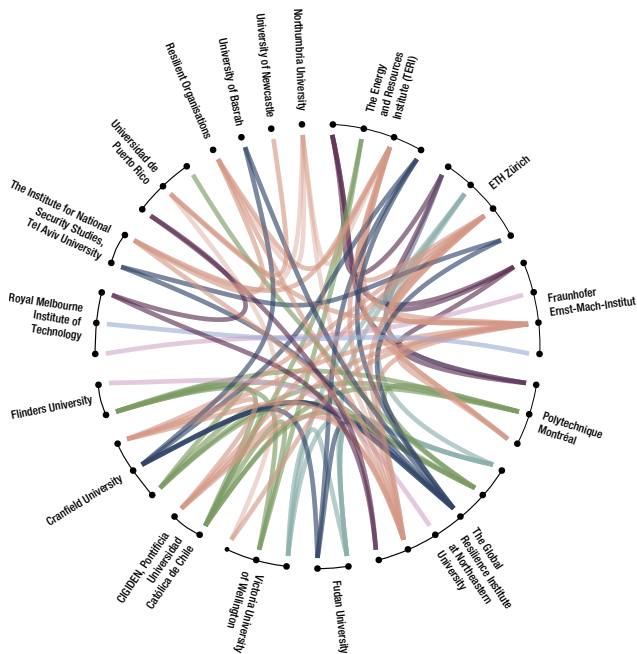 Northumbria University
The Energy
and Resources
Institute (TERI)
ETH Zürich
Fraunhofer
Ernst-Mach-Institut
Polytechnique
Montréal
The Global
Resilience Institute
at Northeastern
University
Fudan University
Victoria University
of Wellington
CIGIDEN, Pontificia
Universidad
Católica de Chile
Cranfield University
Flinders University
Royal Melbourne
Institute of
Technology
The Institute for National
Security Studies,
Tel Aviv University
Universidad de
Puerto Rico
Resilient Organisations
University of Basrah
University of Newcastle